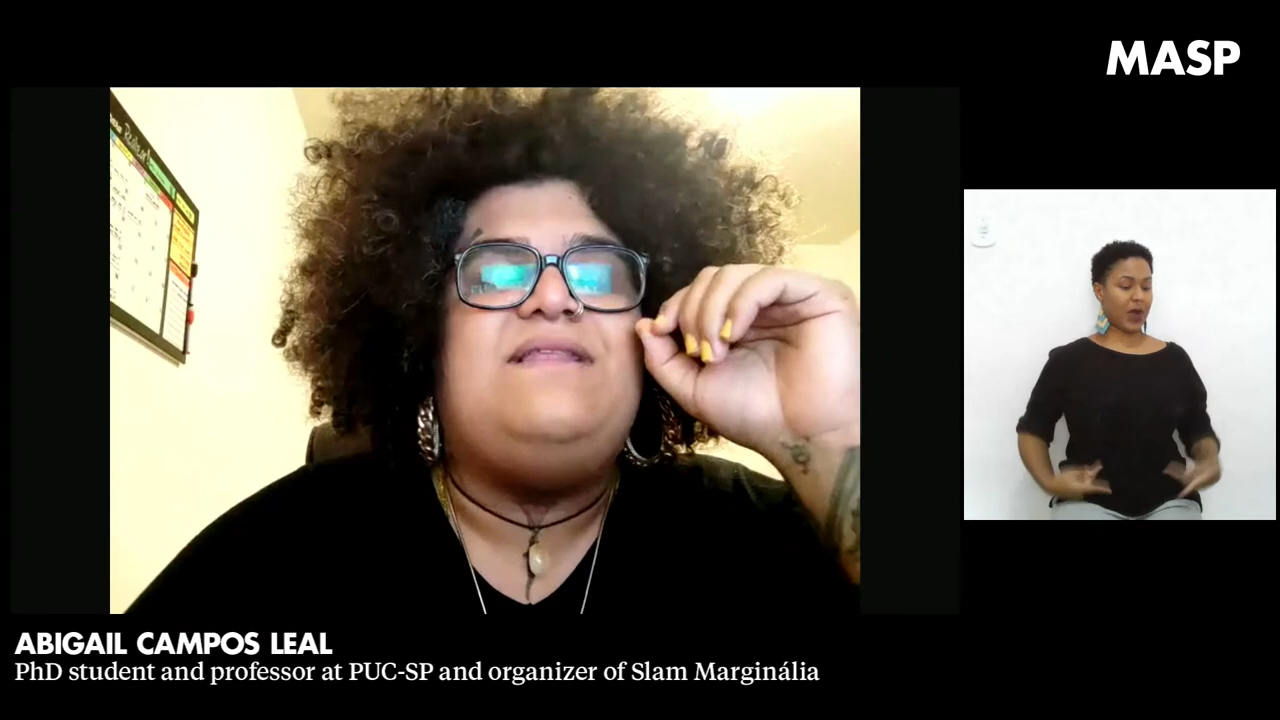 MASP
ABIGAIL CAMPOS LEAL
PhD student and professor at PUC-SP and organizer of Slam Marginália